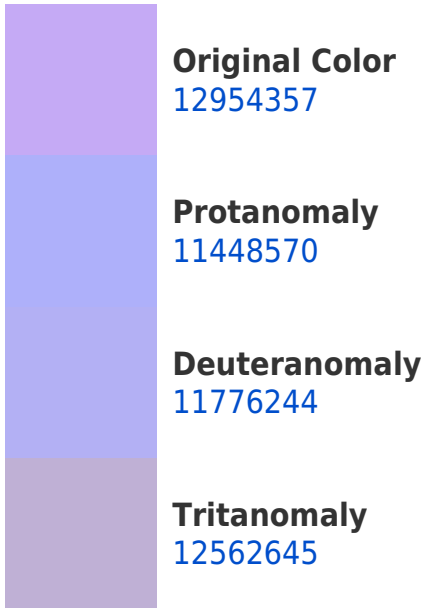 Original Color
12954357
Protanomaly
11448570
Deuteranomaly
11776244
Tritanomaly
12562645